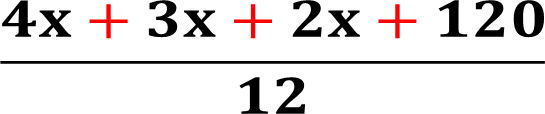 4x + 3x + 2x + 120
12